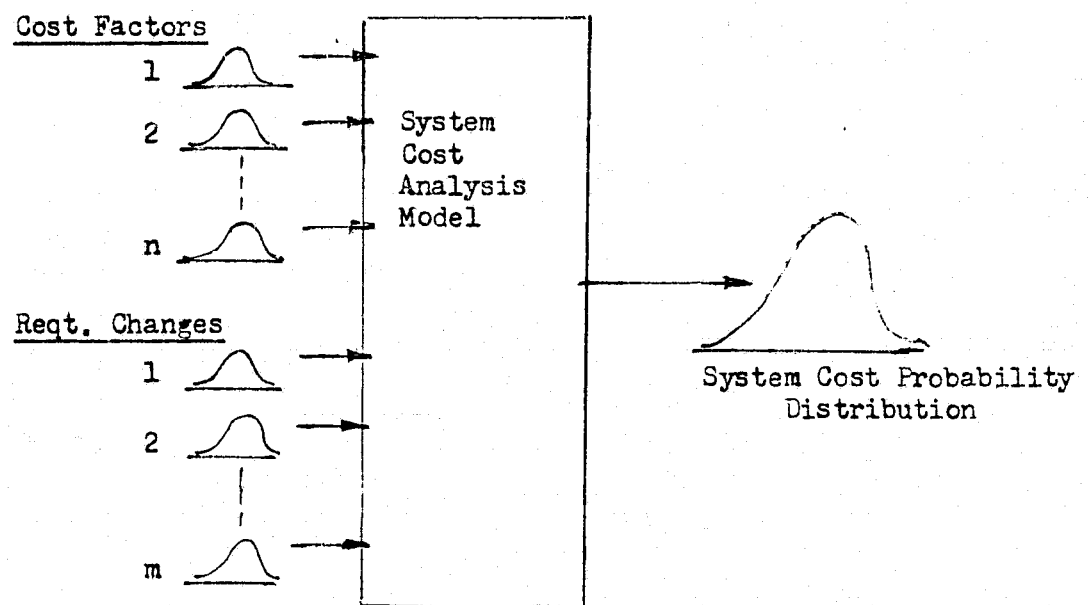 Cost Factors
1
2
n
Reqt. Changes
1
2
m
System
Cost
Analysis
Model
System Cost Probability
Distribution